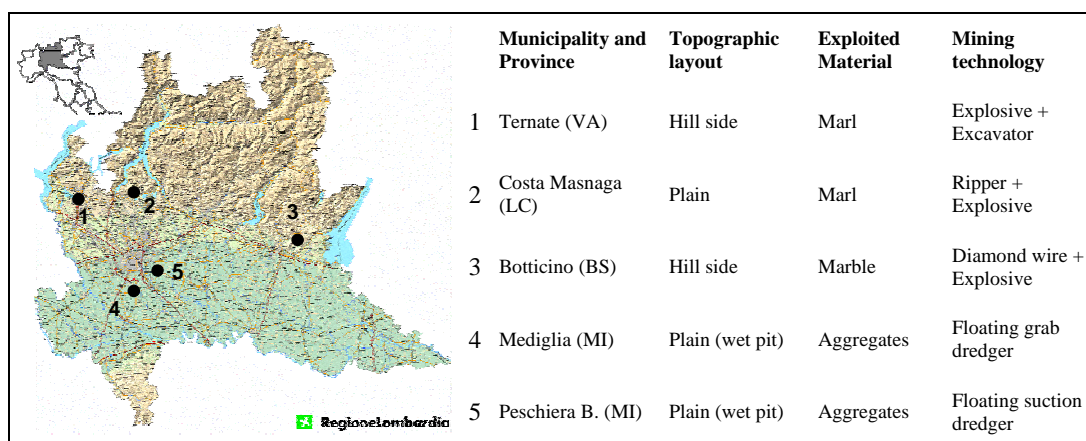 Municipality and Topographic Exploited Mining
Province layout Material technology
1 Ternate (VA) Hill side Marl Explosive +
Excavator
2 Costa Masnaga Plain Marl Ripper +
(LC) Explosive
3 Botticino (BS) Hill side Marble Diamond wire +
Explosive
4 Mediglia (MI) Plain (wet pit) Aggregates Floating grab
dredger
5 Peschiera B. (MI) Plain (wet pit) Aggregates Floating suction
dredger
1
2
3
5
4
RegioneLombardia